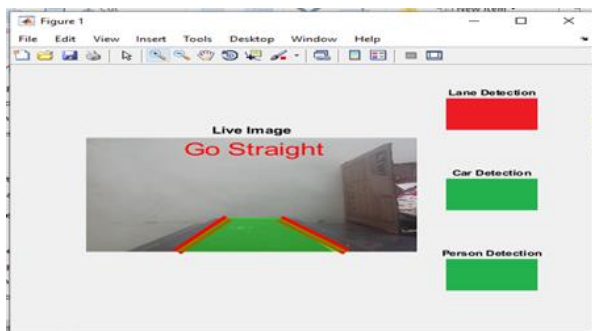 Figure 1
File Edit View Insert Tools Desktop Window Help
Lane Detection
Live Image
Go Straight
Car Detection
Person Detection